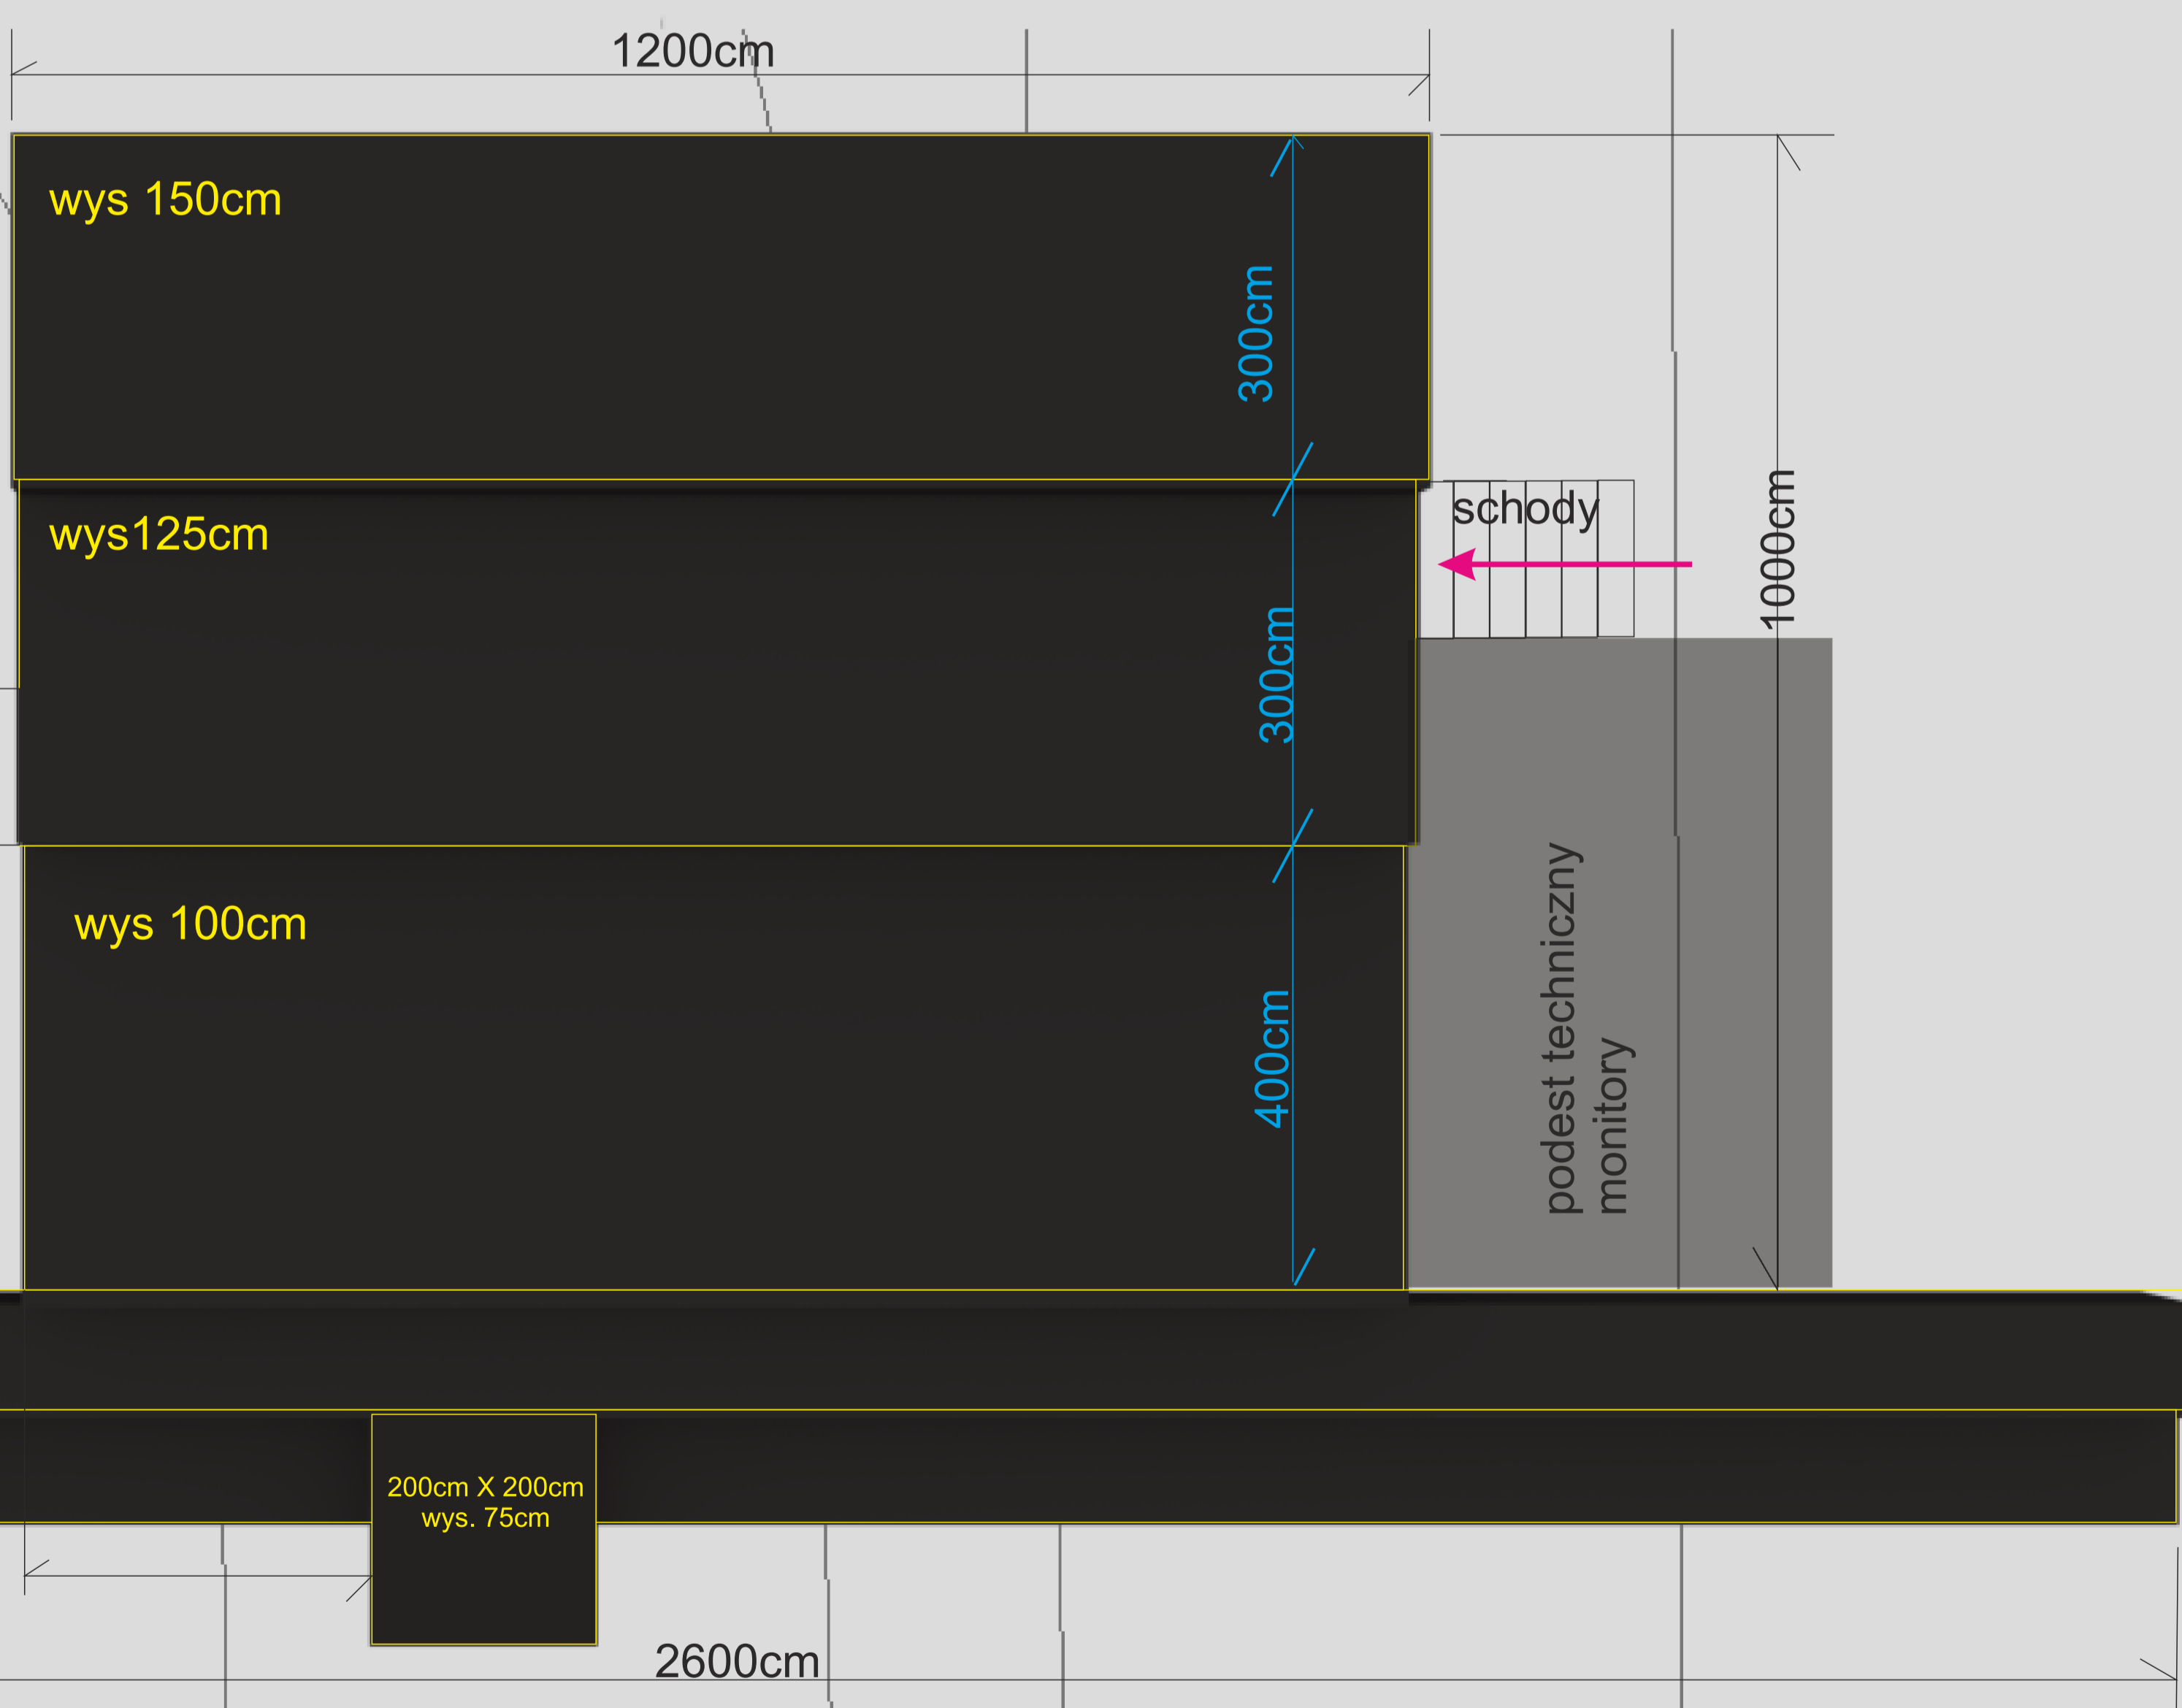 1200cm
wys 150cm
300cm
wys125cm
schody
1000cm
300cm
wys 100cm
400cm
podest techniczny
monitory
200cm X 200cm
wys. 75cm
2600cm